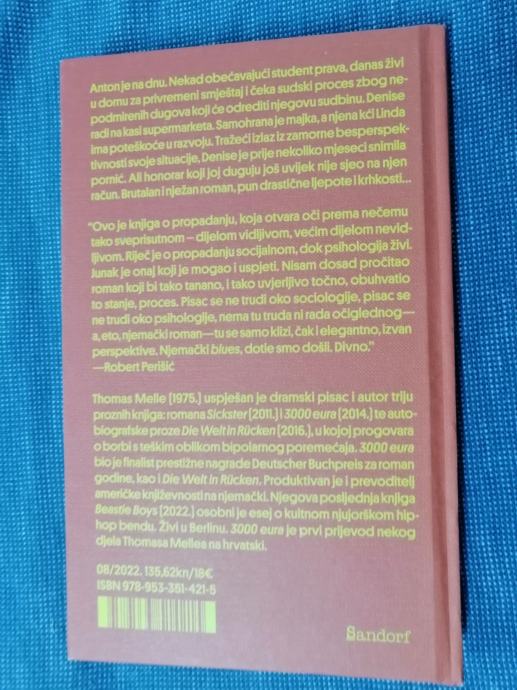 Anton je na dnu. Nekad obećavajući student prava, danas živi
u domu za privremeni smještaj i čeka sudski proces zbog ne-
podmirenih dugova koji će odrediti njegovu sudbinu. Denise
radi na kasi supermarketa. Samohrana je majka, a njena kći Linda
ima poteškoće u razvoju. Tražeći izlaz iz zamorne besperspek-
tivnosti svoje situacije, Denise je prije nekoliko mjeseci snimila
pornić. Ali honorar koji joj duguju još uvijek nije sjeo na njen
račun. Brutalan i nježan roman, pun drastične ljepote i krhkosti...
"Ovo je knjiga o propadanju, koja otvara oči prema nečemu
tako sveprisutnom – dijelom vidljivom, većim dijelom nevid-
ljivom. Riječ je o propadanju socijalnom, dok psihologija živi.
Junak je onaj koji je mogao i uspjeti. Nisam dosad pročitao
roman koji bi tako tanano, i tako uvjerljivo točno, obuhvatio
to stanje, proces. Pisac se ne trudi oko sociologije, pisac se
ne trudi oko psihologije, nema tu truda ni rada očiglednog—
a, eto, njemački roman—tu se samo klizi, čak i elegantno, izvan
perspektive. Njemački blues, dotle smo došli. Divno."
—Robert Perišić
Thomas Melle (1975.) uspješan je dramski pisac i autor triju
proznih knjiga: romana Sickster (2011.) i 3000 eura (2014.) te auto-
biografske proze Die Welt in Rücken (2016.), u kojoj progovara
o borbi s teškim oblikom bipolarnog poremećaja. 3000 eura
bio je finalist prestižne nagrade Deutscher Buchpreis za roman
godine, kao i Die Welt in Rücken. Produktivan je i prevoditelj
američke književnosti na njemački. Njegova posljednja knjiga
Beastie Boys (2022.) osobni je esej o kultnom njujorškom hip-
hop bendu. Živi u Berlinu. 3000 eura je prvi prijevod nekog
djela Thomasa Mellea na hrvatski.
08/2022. 135,62kn/18€
ISBN 978-953-351-421-5
Sandorf